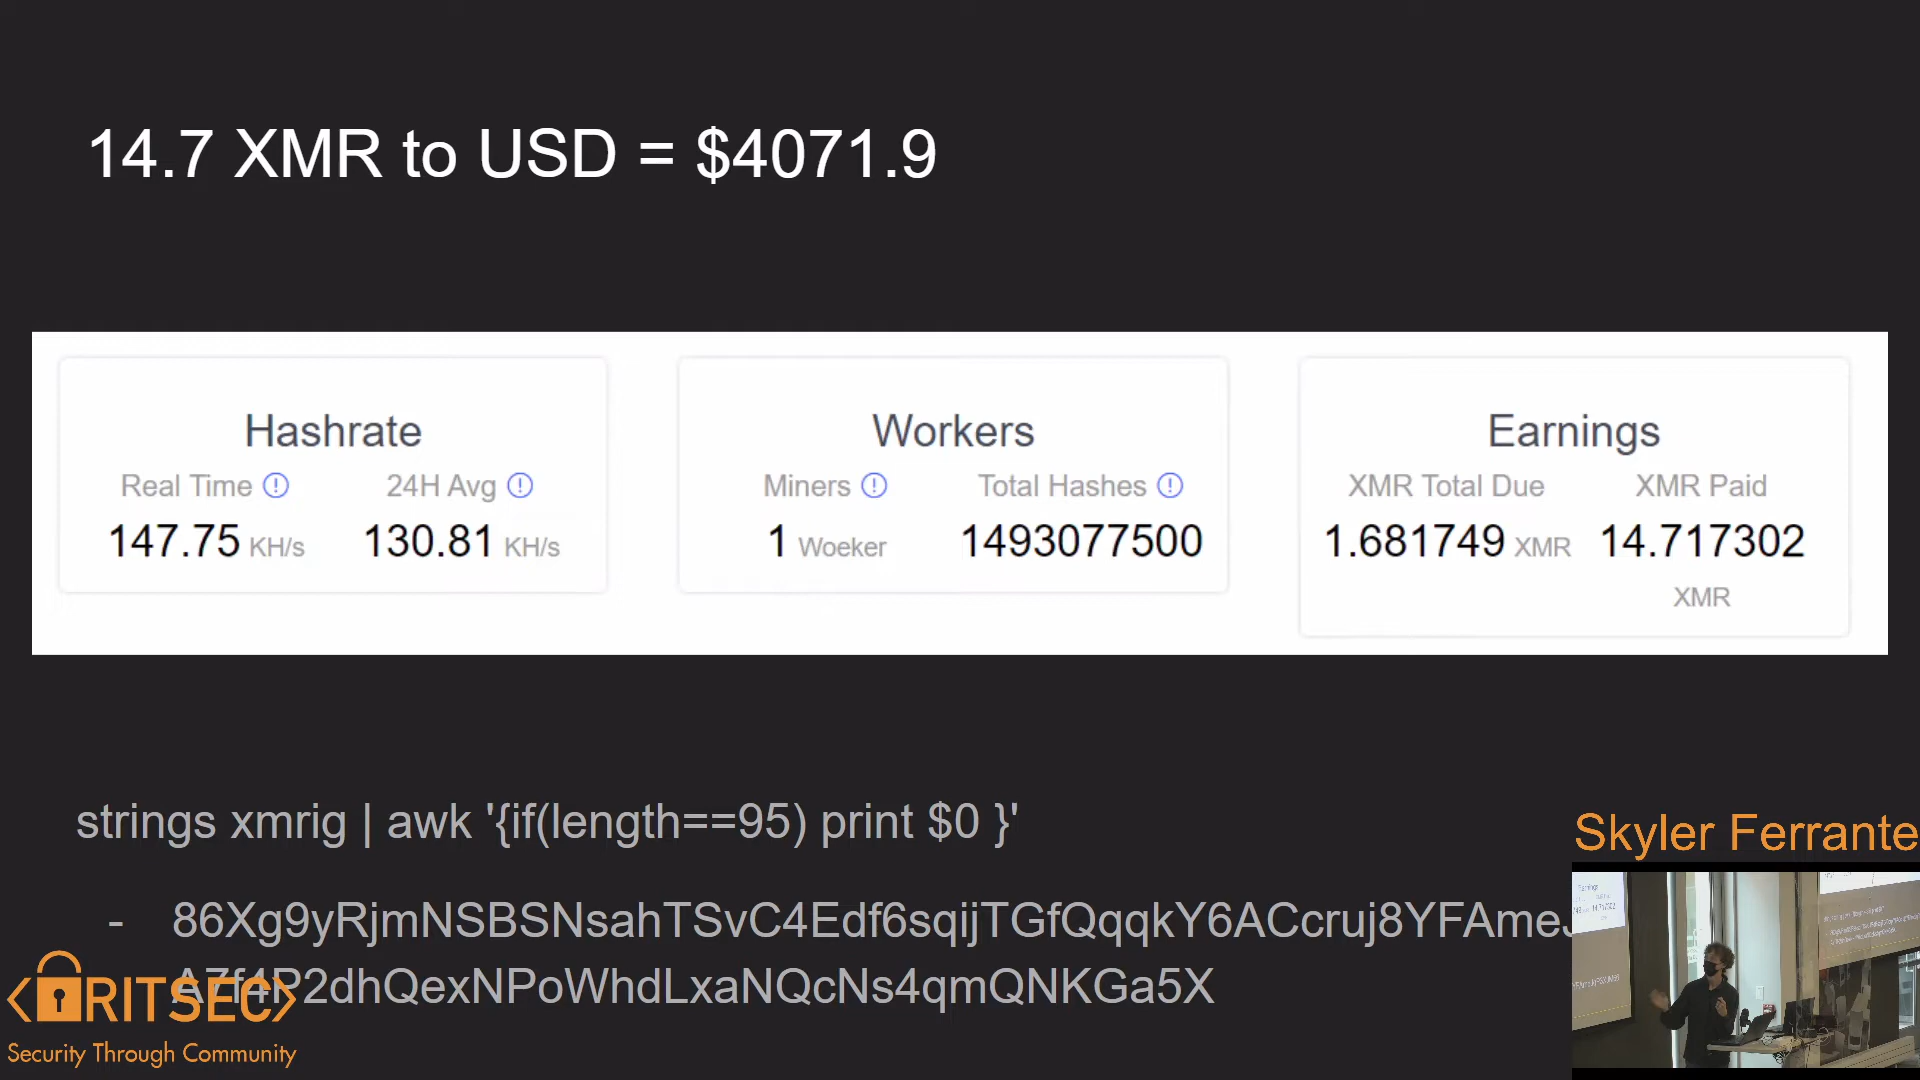 14.7 XMR to USD = $4071.9
Hashrate
Real Time
24H Avg
147.75 KH/s
130.81 KH/s
Workers
Miners
Total Hashes
1 Woeker
1493077500
Earnings
XMR Total Due
XMR Paid
1.681749 XMR
14.717302
XMR
strings xmrig | awk '{if(length==95) print $0 }'
- 86Xg9yRjmNSBSNsahTSvC4Edf6sqijTGfQqqkY6ACcruj8YFAmeJ
A7f4P2dhQexNPoWhdLxaNQcNs4qmQNKGa5X
<RITSEC>
Security Through Community
Skyler Ferrante